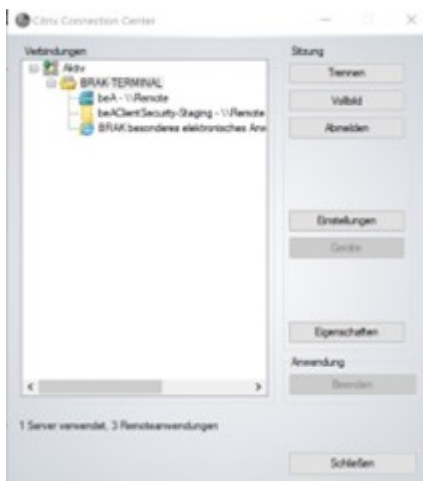 Citrix Connection Center
Verbindungen
Aktiv
BRAK-TERMINAL
beA - \\Remote
beAClientSecurity-Staging - \\Remote
BRAK besonderes elektronisches Anw
Sitzung
Trennen
Vollbild
Abmelden
Einstellungen
Geräte
Eigenschaften
Anwendung
Beenden
1 Server verwendet, 3 Remoteanwendungen
Schließen